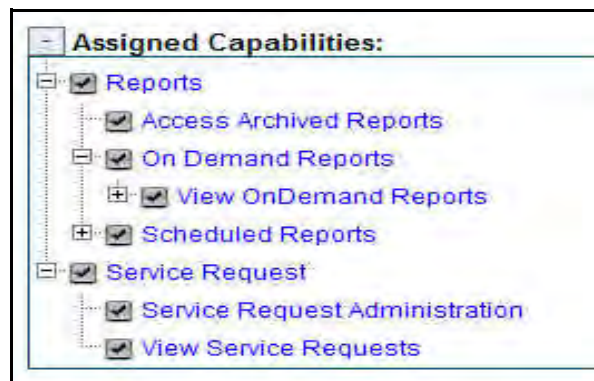 Assigned Capabilities:
Reports
Access Archived Reports
On Demand Reports
View OnDemand Reports
Scheduled Reports
Service Request
Service Request Administration
View Service Requests